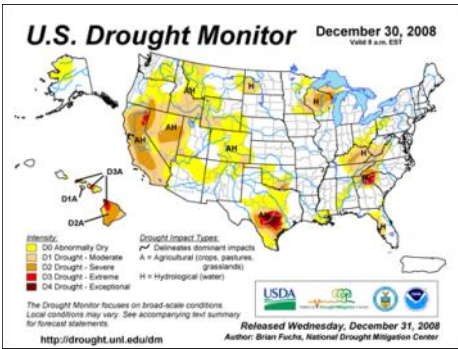 U.S. Drought Monitor
December 30, 2008
Valid 8 a.m. EST
AH
H
H
AH
AH
AH
H
H
AH
H
D3A
D1A
D2A
Intensity:
D0 Abnormally Dry
D1 Drought - Moderate
D2 Drought - Severe
D3 Drought - Extreme
D4 Drought - Exceptional
Drought Impact Types:
Delineates dominant impacts
A = Agricultural (crops, pastures,
grasslands)
H = Hydrological (water)
The Drought Monitor focuses on broad-scale conditions.
Local conditions may vary. See accompanying text summary
for forecast statements.
http://drought.unl.edu/dm
USDA
Released Wednesday, December 31, 2008
Author: Brian Fuchs, National Drought Mitigation Center